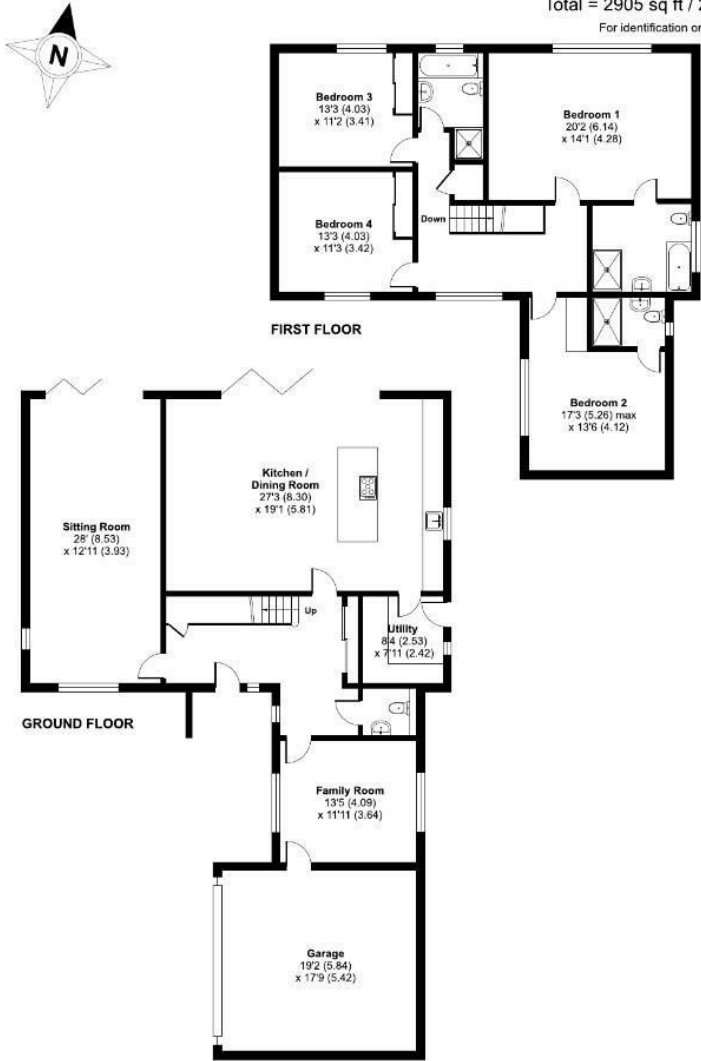 Total = 2905 sq ft /
For identification
N
Bedroom 3
13'3 (4.03)
x 11'2 (3.41)
Bedroom 1
20'2 (6.14)
x 14'1 (4.28)
Bedroom 4
13'3 (4.03)
x 11'3 (3.42)
Down
FIRST FLOOR
Bedroom 2
17'3 (5.26) max
x 13'6 (4.12)
Kitchen /
Dining Room
27'3 (8.30)
x 19'1 (5.81)
Sitting Room
28' (8.53)
x 12'11 (3.93)
Up
Utility
8'4 (2.53)
x 7'11 (2.42)
GROUND FLOOR
Family Room
13'5 (4.09)
x 11'11 (3.64)
Garage
19'2 (5.84)
x 17'9 (5.42)